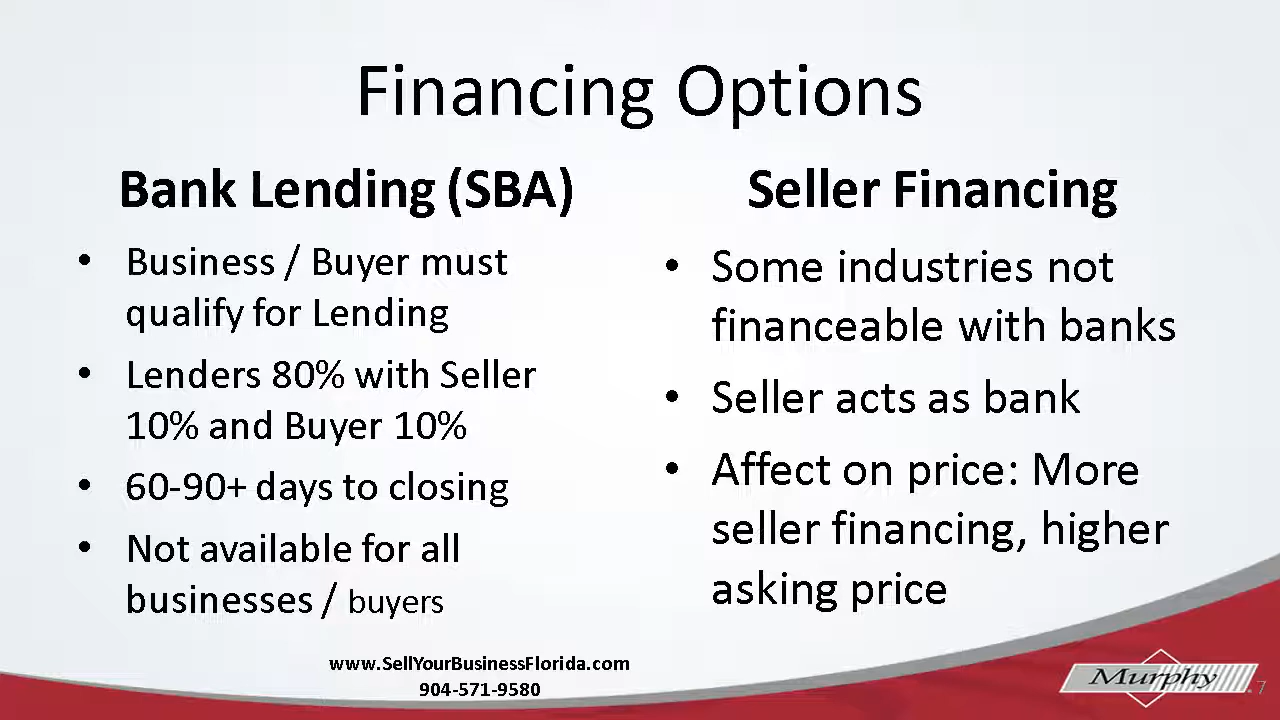 Financing Options
Bank Lending (SBA)
• Business / Buyer must
qualify for Lending
• Lenders 80% with Seller
10% and Buyer 10%
• 60-90+ days to closing
• Not available for all
businesses / buyers
Seller Financing
• Some industries not
financeable with banks
• Seller acts as bank
• Affect on price: More
seller financing, higher
asking price
www.SellYourBusinessFlorida.com
904-571-9580
Murphy
7